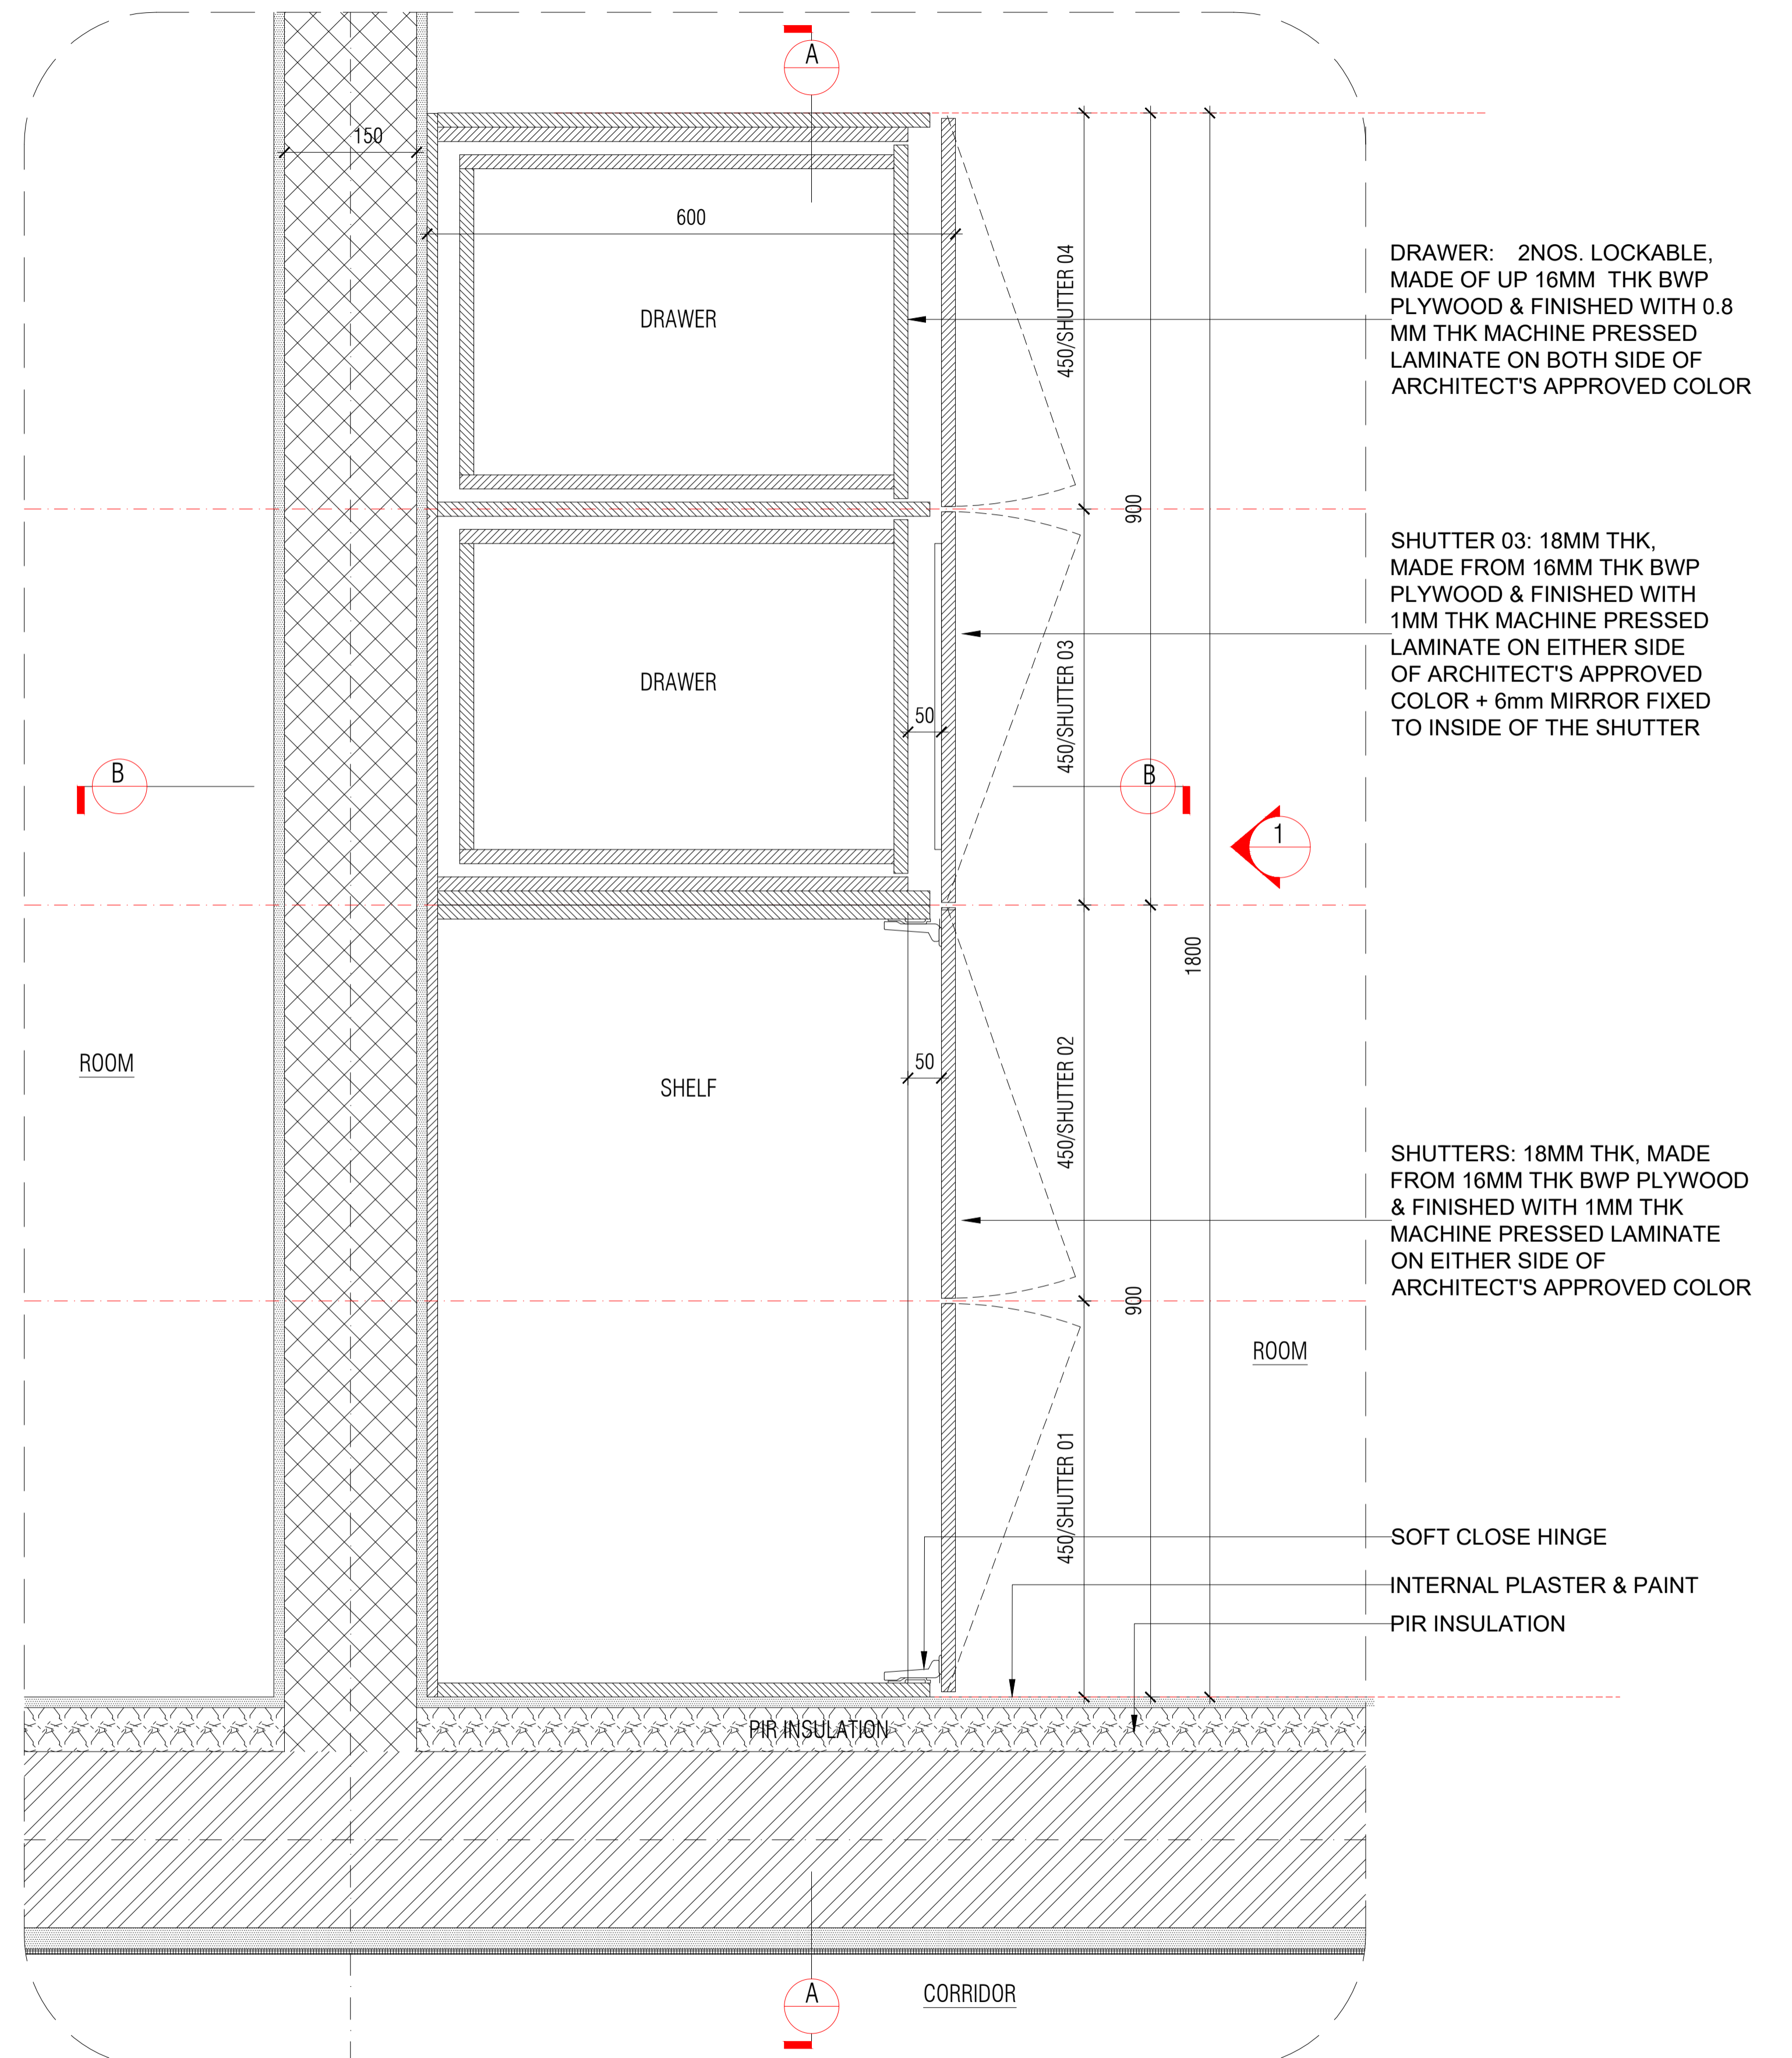 A
150
600
DRAWER
450/SHUTTER 04
DRAWER:    2NOS. LOCKABLE,
MADE OF UP 16MM  THK BWP
PLYWOOD & FINISHED WITH 0.8
MM THK MACHINE PRESSED
LAMINATE ON BOTH SIDE OF
ARCHITECT'S APPROVED COLOR
900
SHUTTER 03: 18MM THK,
MADE FROM 16MM THK BWP
PLYWOOD & FINISHED WITH
1MM THK MACHINE PRESSED
LAMINATE ON EITHER SIDE
OF ARCHITECT'S APPROVED
COLOR + 6mm MIRROR FIXED
TO INSIDE OF THE SHUTTER
DRAWER
50
450/SHUTTER 03
B
B
1
1800
ROOM
SHELF
50
450/SHUTTER 02
SHUTTERS: 18MM THK, MADE
FROM 16MM THK BWP PLYWOOD
& FINISHED WITH 1MM THK
MACHINE PRESSED LAMINATE
ON EITHER SIDE OF
ARCHITECT'S APPROVED COLOR
900
ROOM
450/SHUTTER 01
SOFT CLOSE HINGE
INTERNAL PLASTER & PAINT
PIR INSULATION
PIR INSULATION
A
CORRIDOR